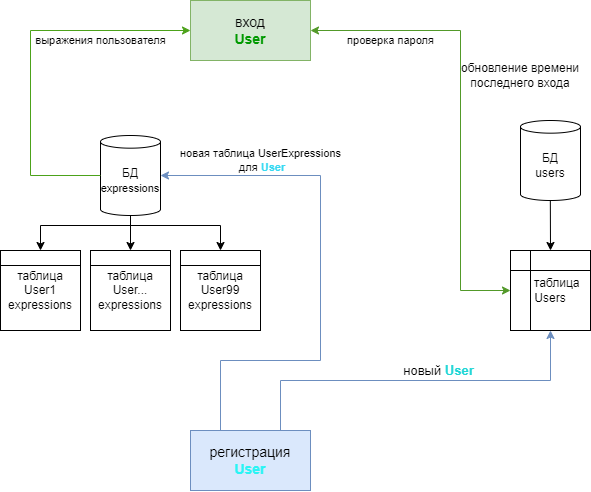 вход
User
выражения пользователя
проверка пароля
обновление времени
последнего входа
новая таблица UserExpressions
для User
БД
expressions
БД
users
таблица
User1
expressions
таблица
User...
expressions
таблица
User99
expressions
таблица
Users
новый User
регистрация
User